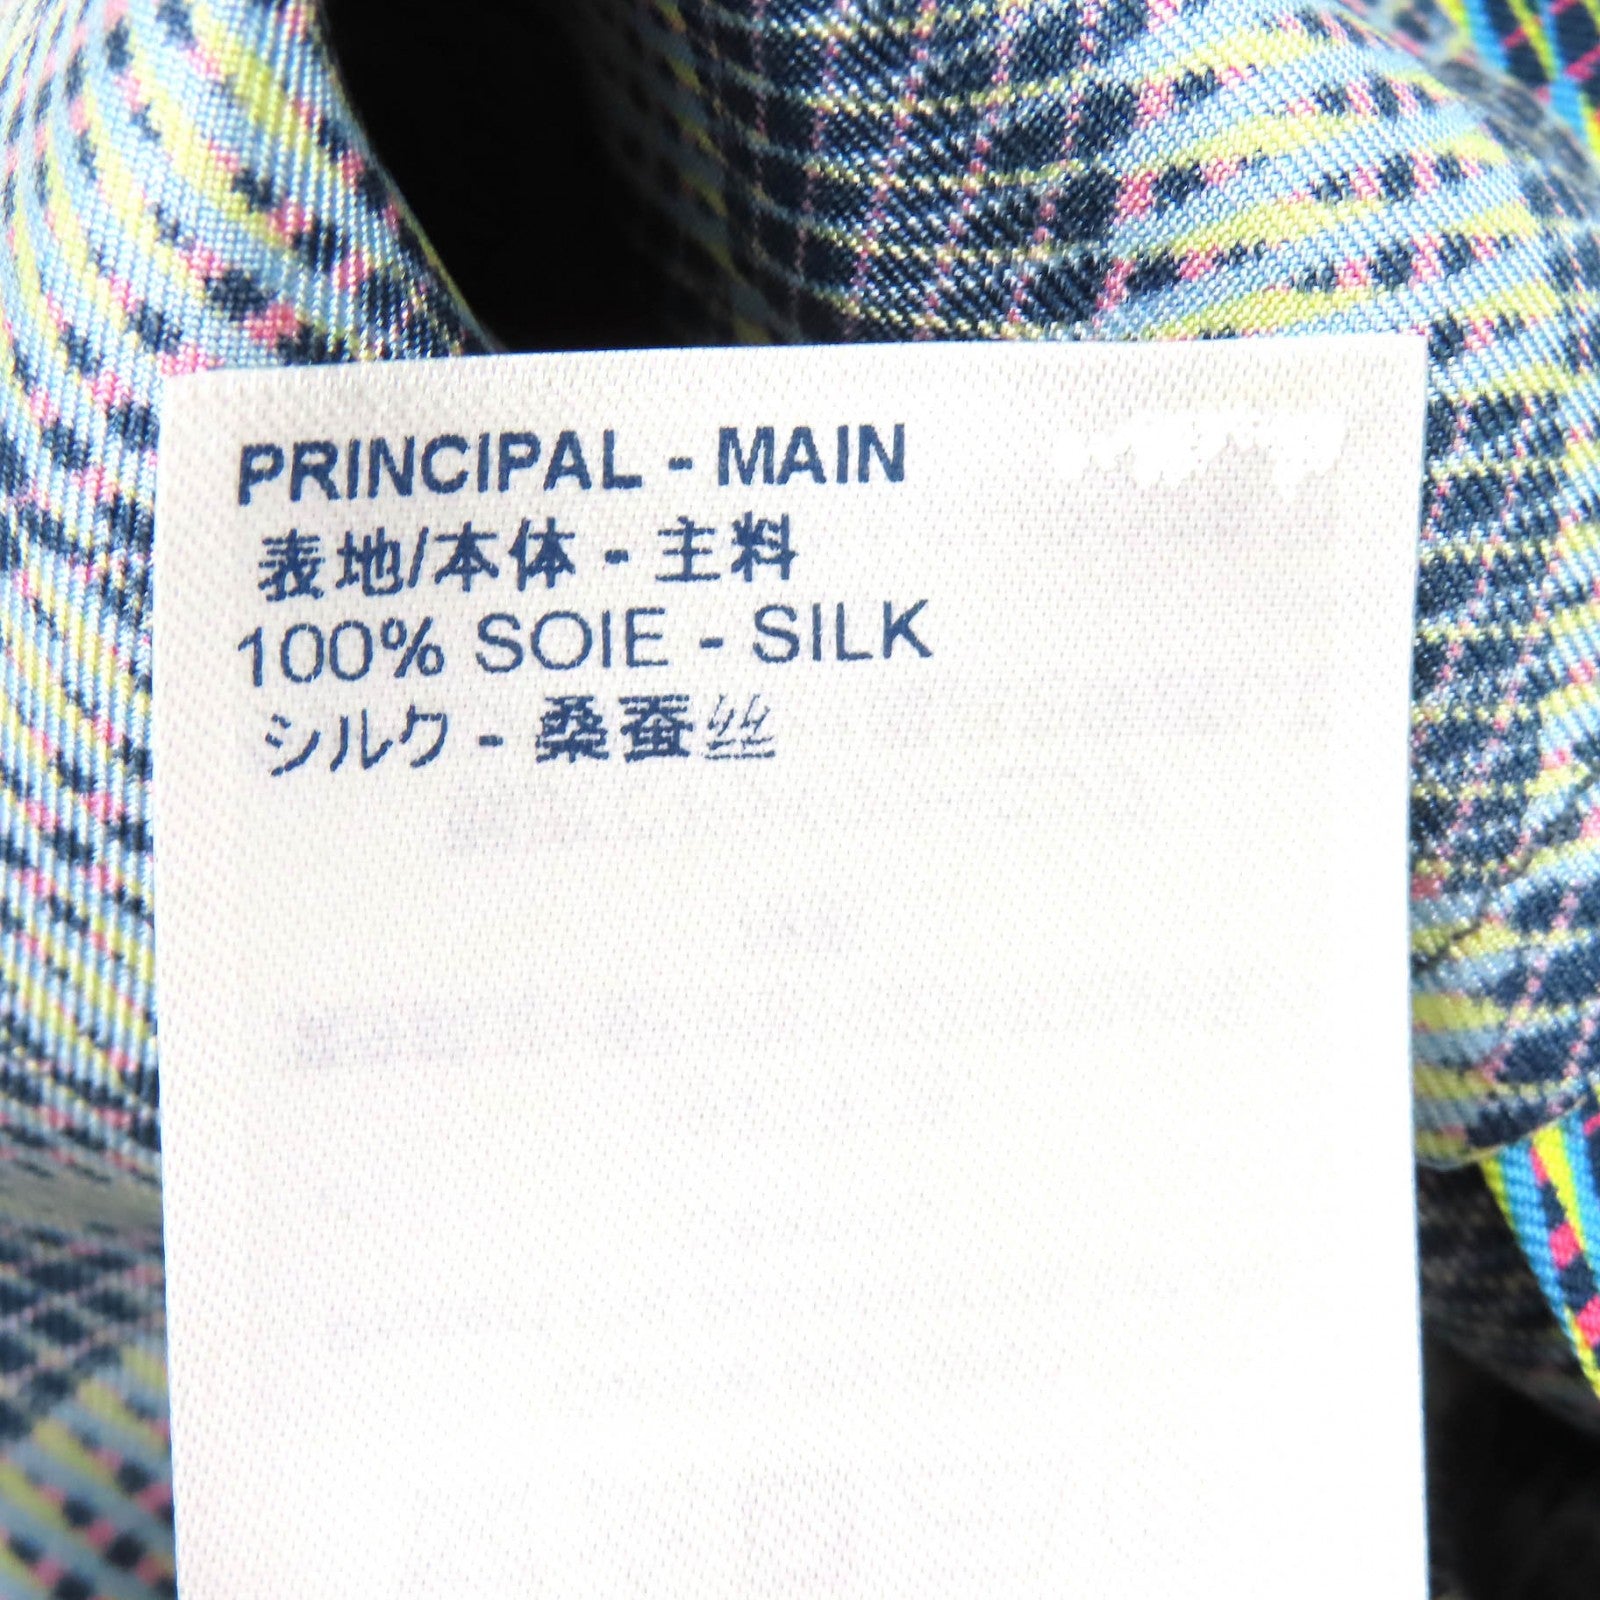 PRINCIPAL - MAIN
表地/本体 - 主料
100% SOIE - SILK
シルク - 桑蚕丝